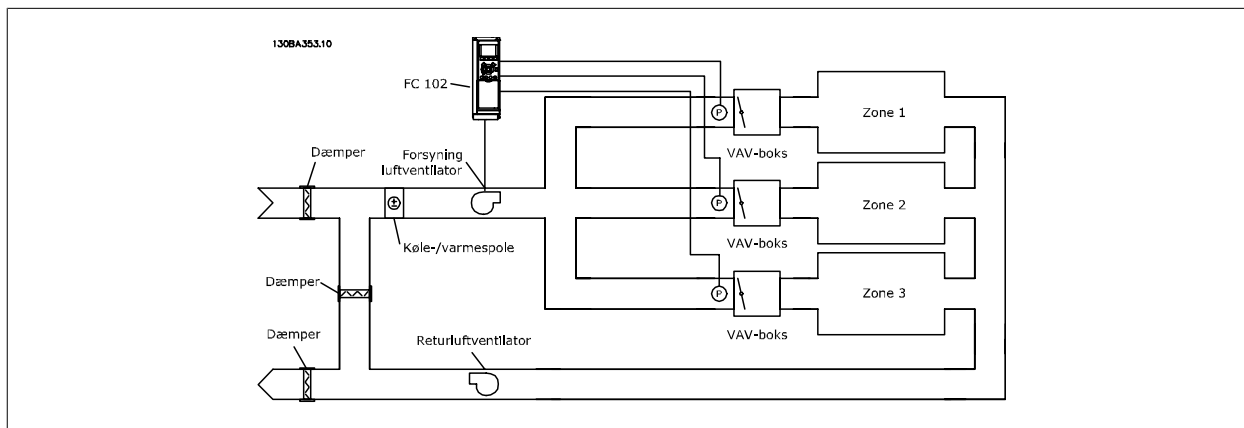 130BA353.10
FC 102
Dæmper
Forsyning
luftventilator
Køle-/varmespole
Dæmper
Dæmper
Returluftventilator
P
VAV-boks
Zone 1
P
VAV-boks
Zone 2
P
VAV-boks
Zone 3